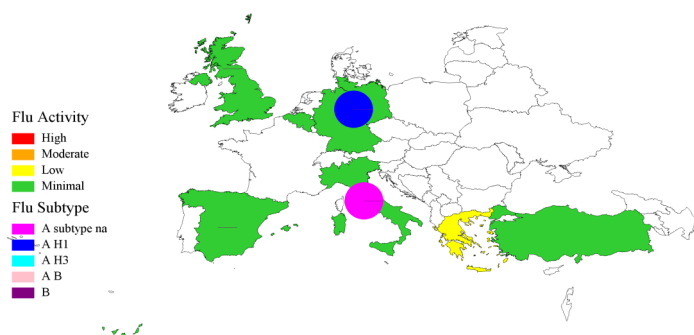 Flu Activity
High
Moderate
Low
Minimal
Flu Subtype
A subtype na
A H1
A H3
A B
B